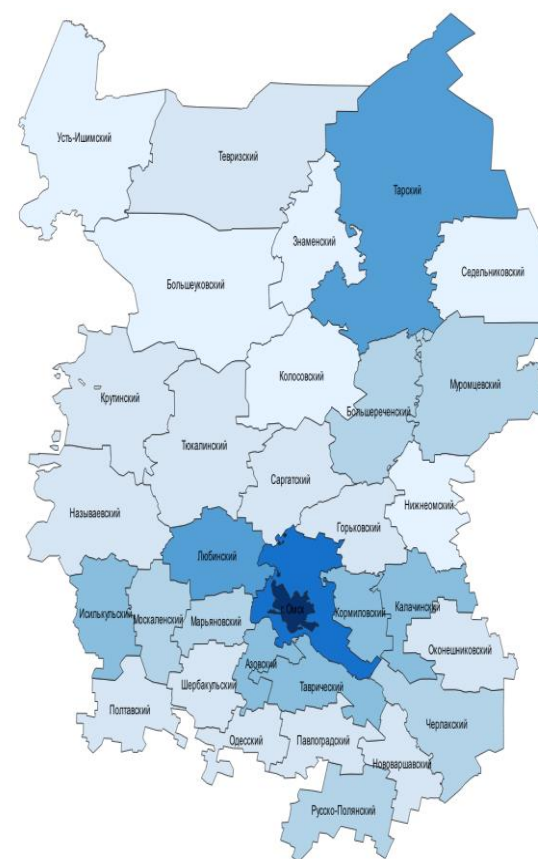 Усть-Ишимский
Тевризский
Тарский
Знаменский
Седельниковский
Большеуковский
Колосовский
Муромцевский
Крутинский
Большереченский
Тюкалинский
Саргатский
Нижнеомский
Называевский
Горьковский
Любинский
Исилькульский
Москаленский
Марьяновский
г.Омск
Кормиловский
Калачинский
Оконешниковский
Азовский
Шербакульский
Таврический
Полтавский
Черлакский
Одесский
Павлоградский
Нововаршавский
Русско-Полянский